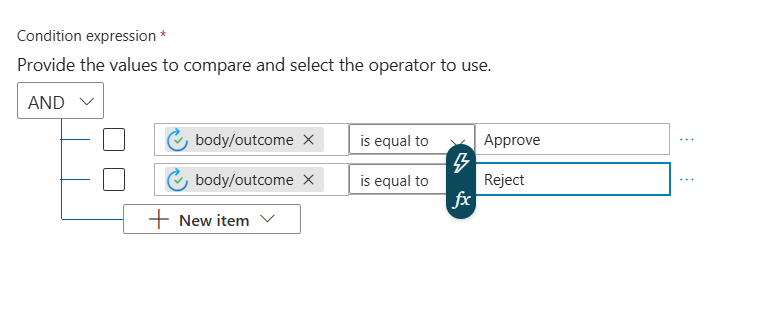 Condition expression *
Provide the values to compare and select the operator to use.
AND
body/outcome is equal to Approve
body/outcome is equal to Reject
fx
New item